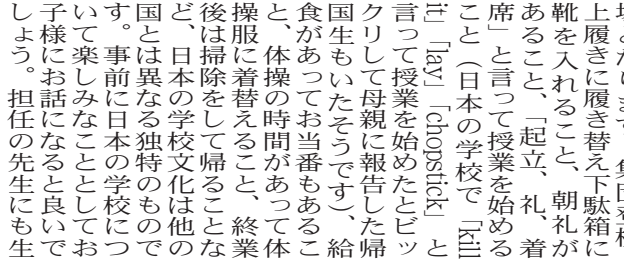 上履きに履き替え下駄箱に
靴を入れること、朝礼が
あること、「起立、礼、着
席」と言って授業を始める
こと（日本の学校で「kill
it」「lay」「chopstick」と
言って授業を始めたとビッ
クリして母親に報告した帰
国生もいたそうです）、給
食があってお当番もあるこ
と、体操の時間があって体
操服に着替えること、終業
後は掃除をして帰ることな
ど、日本の学校文化は他の
国とは異なる独特のもので
す。事前に日本の学校につ
いて楽しみなこととしてお
子様にお話になると良いで
しょう。担任の先生にも生